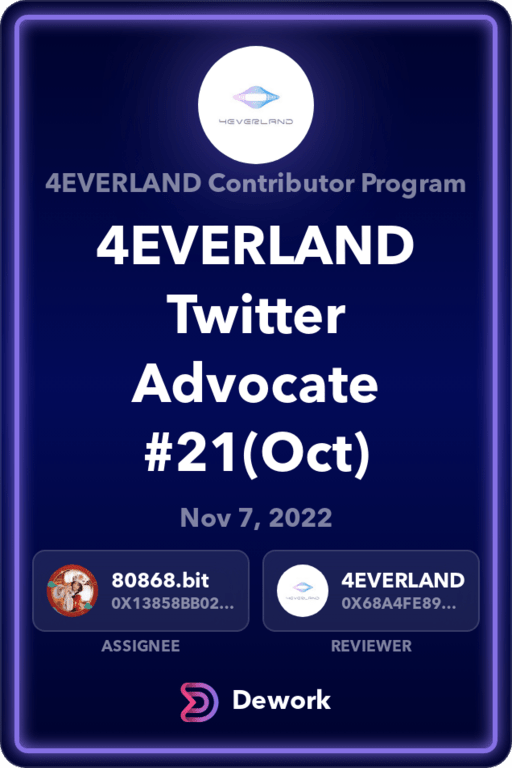 4EVERLAND
4EVERLAND Contributor Program
4EVERLAND
Twitter
Advocate
#21(Oct)
Nov 7, 2022
80868.bit
0X13858BB02...
ASSIGNEE
4EVERLAND
4EVERLAND
0X68A4FE89...
REVIEWER
Dework